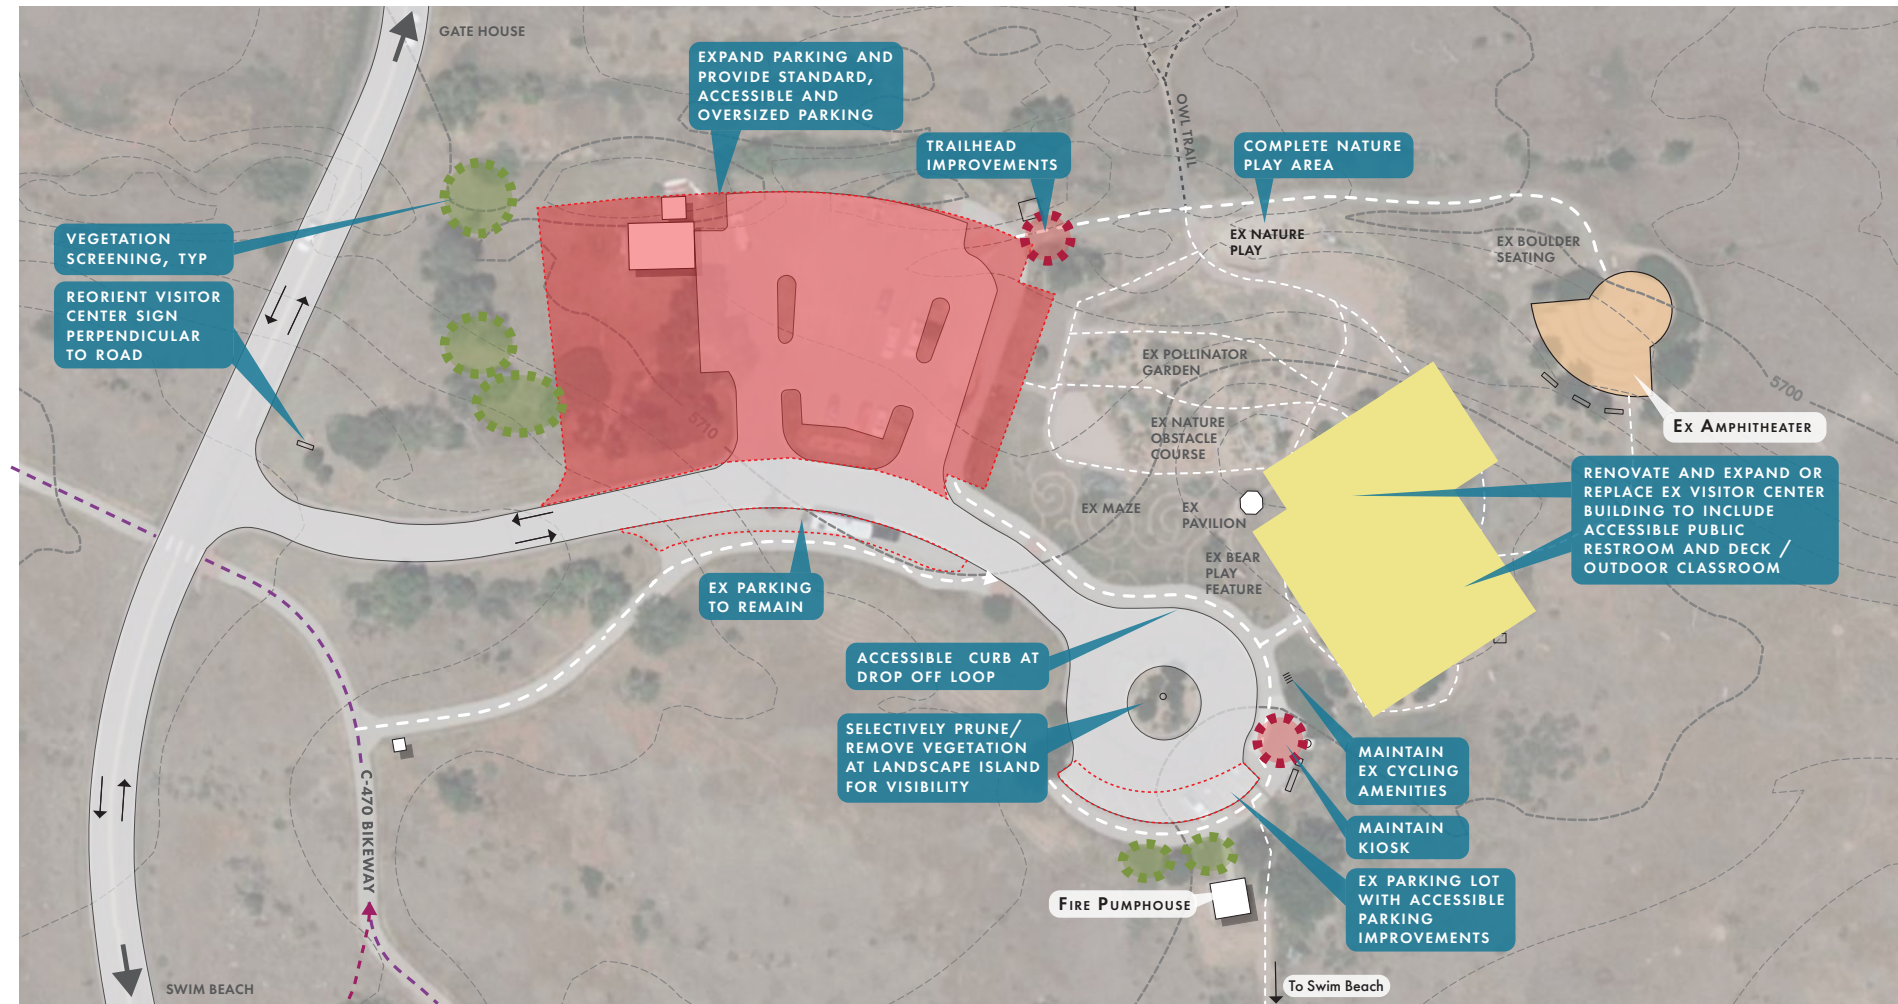 GATE HOUSE
EXPAND PARKING AND
PROVIDE STANDARD,
ACCESSIBLE AND
OVERSIZED PARKING
TRAILHEAD
IMPROVEMENTS
OWL TRAIL
COMPLETE NATURE
PLAY AREA
VEGETATION
SCREENING, TYP
REORIENT VISITOR
CENTER SIGN
PERPENDICULAR
TO ROAD
EX NATURE
PLAY
EX BOULDER
SEATING
5700
5710
EX POLLINATOR
GARDEN
EX NATURE
OBSTACLE
COURSE
EX AMPHITHEATER
RENOVATE AND EXPAND OR
REPLACE EX VISITOR CENTER
BUILDING TO INCLUDE
ACCESSIBLE PUBLIC
RESTROOM AND DECK /
OUTDOOR CLASSROOM
EX MAZE
EX
PAVILION
EX BEAR
PLAY
FEATURE
EX PARKING
TO REMAIN
ACCESSIBLE CURB AT
DROP OFF LOOP
SELECTIVELY PRUNE/
REMOVE VEGETATION
AT LANDSCAPE ISLAND
FOR VISIBILITY
MAINTAIN
EX CYCLING
AMENITIES
MAINTAIN
KIOSK
EX PARKING LOT
WITH ACCESSIBLE
PARKING
IMPROVEMENTS
C-470 BIKEWAY
FIRE PUMPHOUSE
SWIM BEACH
To Swim Beach